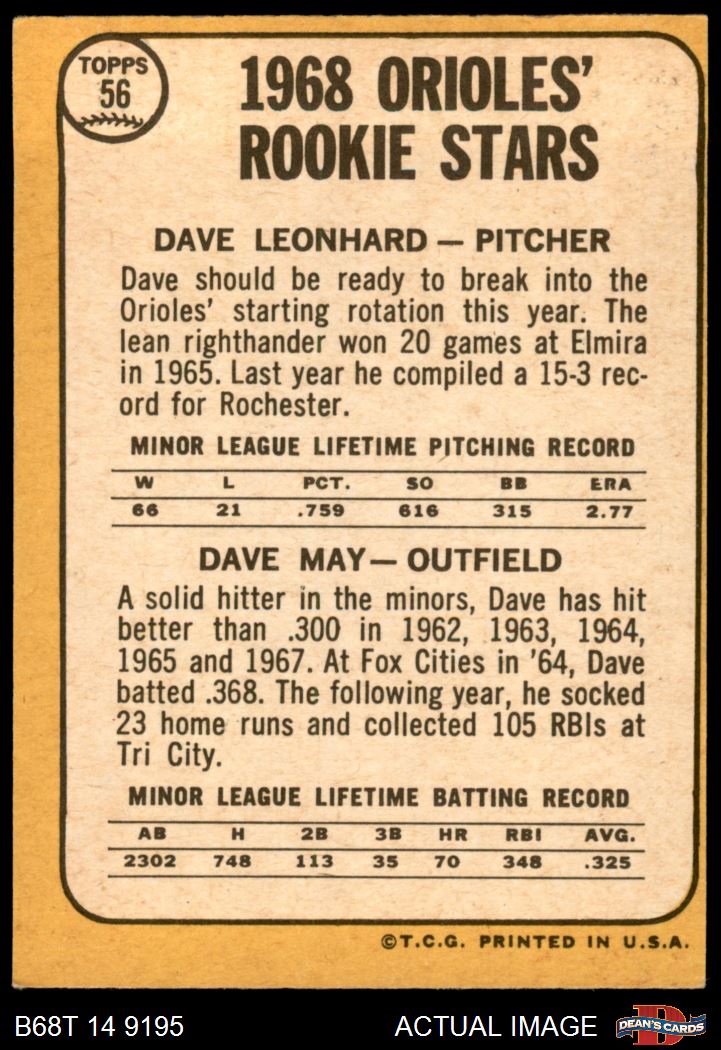 TOPPS
56
1968 ORIOLES'
ROOKIE STARS
DAVE LEONHARD — PITCHER
Dave should be ready to break into the
Orioles' starting rotation this year. The
lean righthander won 20 games at Elmira
in 1965. Last year he compiled a 15-3 rec-
ord for Rochester.
MINOR LEAGUE LIFETIME PITCHING RECORD
W L PCT. SO BB ERA
66 21 .759 616 315 2.77
DAVE MAY — OUTFIELD
A solid hitter in the minors, Dave has hit
better than .300 in 1962, 1963, 1964,
1965 and 1967. At Fox Cities in '64, Dave
batted .368. The following year, he socked
23 home runs and collected 105 RBIs at
Tri City.
MINOR LEAGUE LIFETIME BATTING RECORD
AB H 2B 3B HR RBI AVG.
2302 748 113 35 70 348 .325
©T.C.G. PRINTED IN U.S.A.
B68T 14 9195
ACTUAL IMAGE
D
DEAN'S CARDS